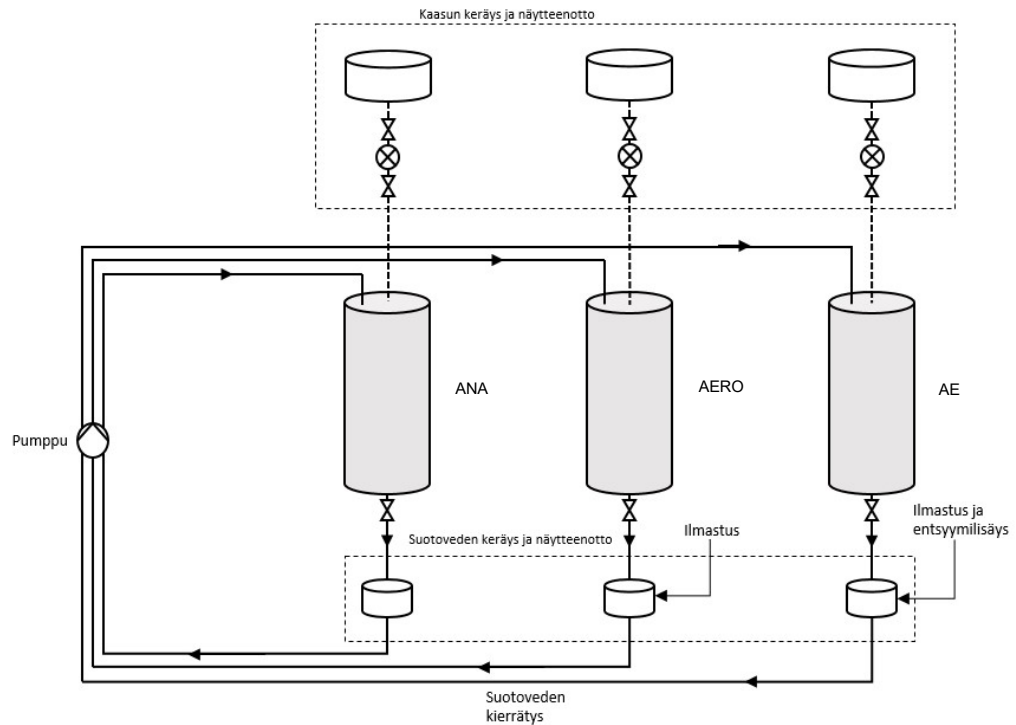 Kaasun keräys ja näytteenotto
ANA
AERO
AE
Pumppu
Suotoveden keräys ja näytteenotto
Ilmastus
Ilmastus ja
entsyymilisäys
Suotoveden
kierrätys